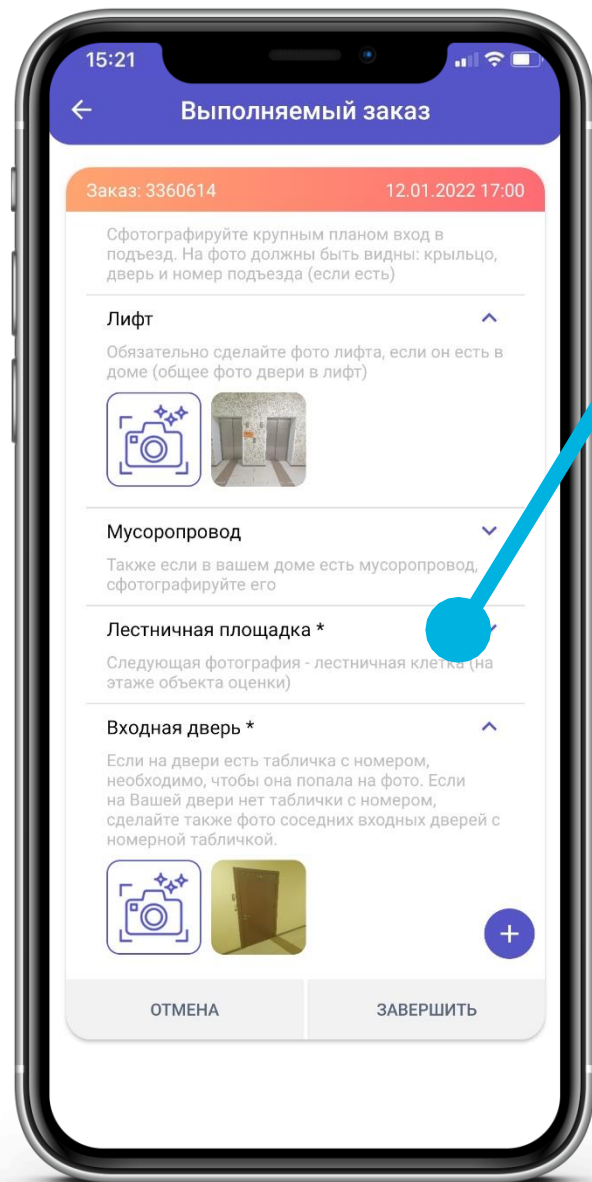 15:21
Выполняемый заказ
Заказ: 3360614 12.01.2022 17:00
Сфотографируйте крупным планом вход в
подъезд. На фото должны быть видны: крыльцо,
дверь и номер подъезда (если есть)
Лифт
Обязательно сделайте фото лифта, если он есть в
доме (общее фото двери в лифт)
Мусоропровод
Также если в вашем доме есть мусоропровод,
сфотографируйте его
Лестничная площадка *
Следующая фотография - лестничная клетка (на
этаже объекта оценки)
Входная дверь *
Если на двери есть табличка с номером,
необходимо, чтобы она попала на фото. Если
на Вашей двери нет таблички с номером,
сделайте также фото соседних входных дверей с
номерной табличкой.
+
ОТМЕНА ЗАВЕРШИТЬ